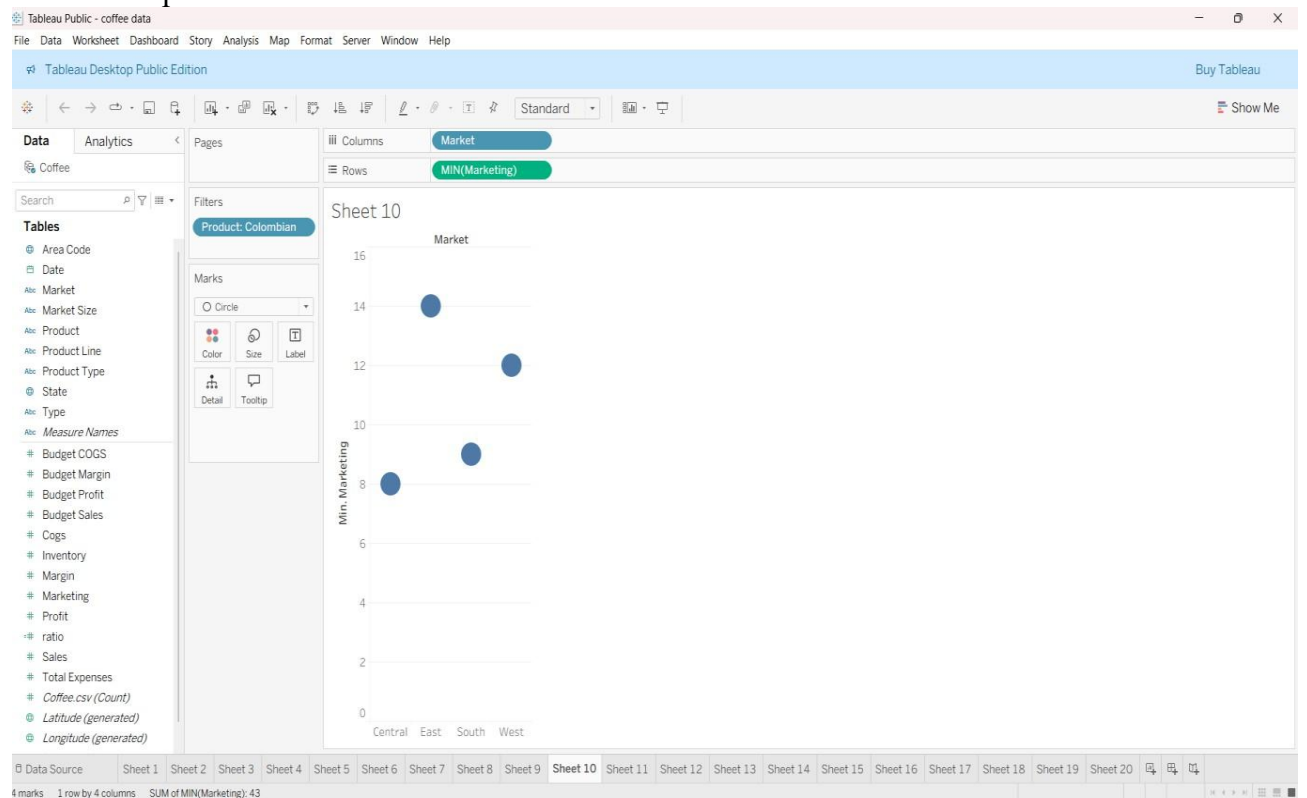 Tableau Public - coffee data
File Data Worksheet Dashboard Story Analysis Map Format Server Window Help
Tableau Desktop Public Edition Buy Tableau
Standard Show Me
Data Analytics
Coffee
Search
Tables
Area Code
Date
Abc Market
Abc Market Size
Abc Product
Abc Product Line
Abc Product Type
State
Abc Type
Abc Measure Names
# Budget COGS
# Budget Margin
# Budget Profit
# Budget Sales
# Cogs
# Inventory
# Margin
# Marketing
# Profit
=# ratio
# Sales
# Total Expenses
# Coffee.csv (Count)
Latitude (generated)
Longitude (generated)
Pages
Filters
Product: Colombian
Marks
Circle
Color Size Label
Detail Tooltip
Columns Market
Rows MIN(Marketing)
Sheet 10
Market
16
14
12
10
8
6
4
2
0
Min. Marketing
Central East South West
Data Source Sheet 1 Sheet 2 Sheet 3 Sheet 4 Sheet 5 Sheet 6 Sheet 7 Sheet 8 Sheet 9 Sheet 10 Sheet 11 Sheet 12 Sheet 13 Sheet 14 Sheet 15 Sheet 16 Sheet 17 Sheet 18 Sheet 19 Sheet 20
4 marks 1 row by 4 columns SUM of MIN(Marketing): 43